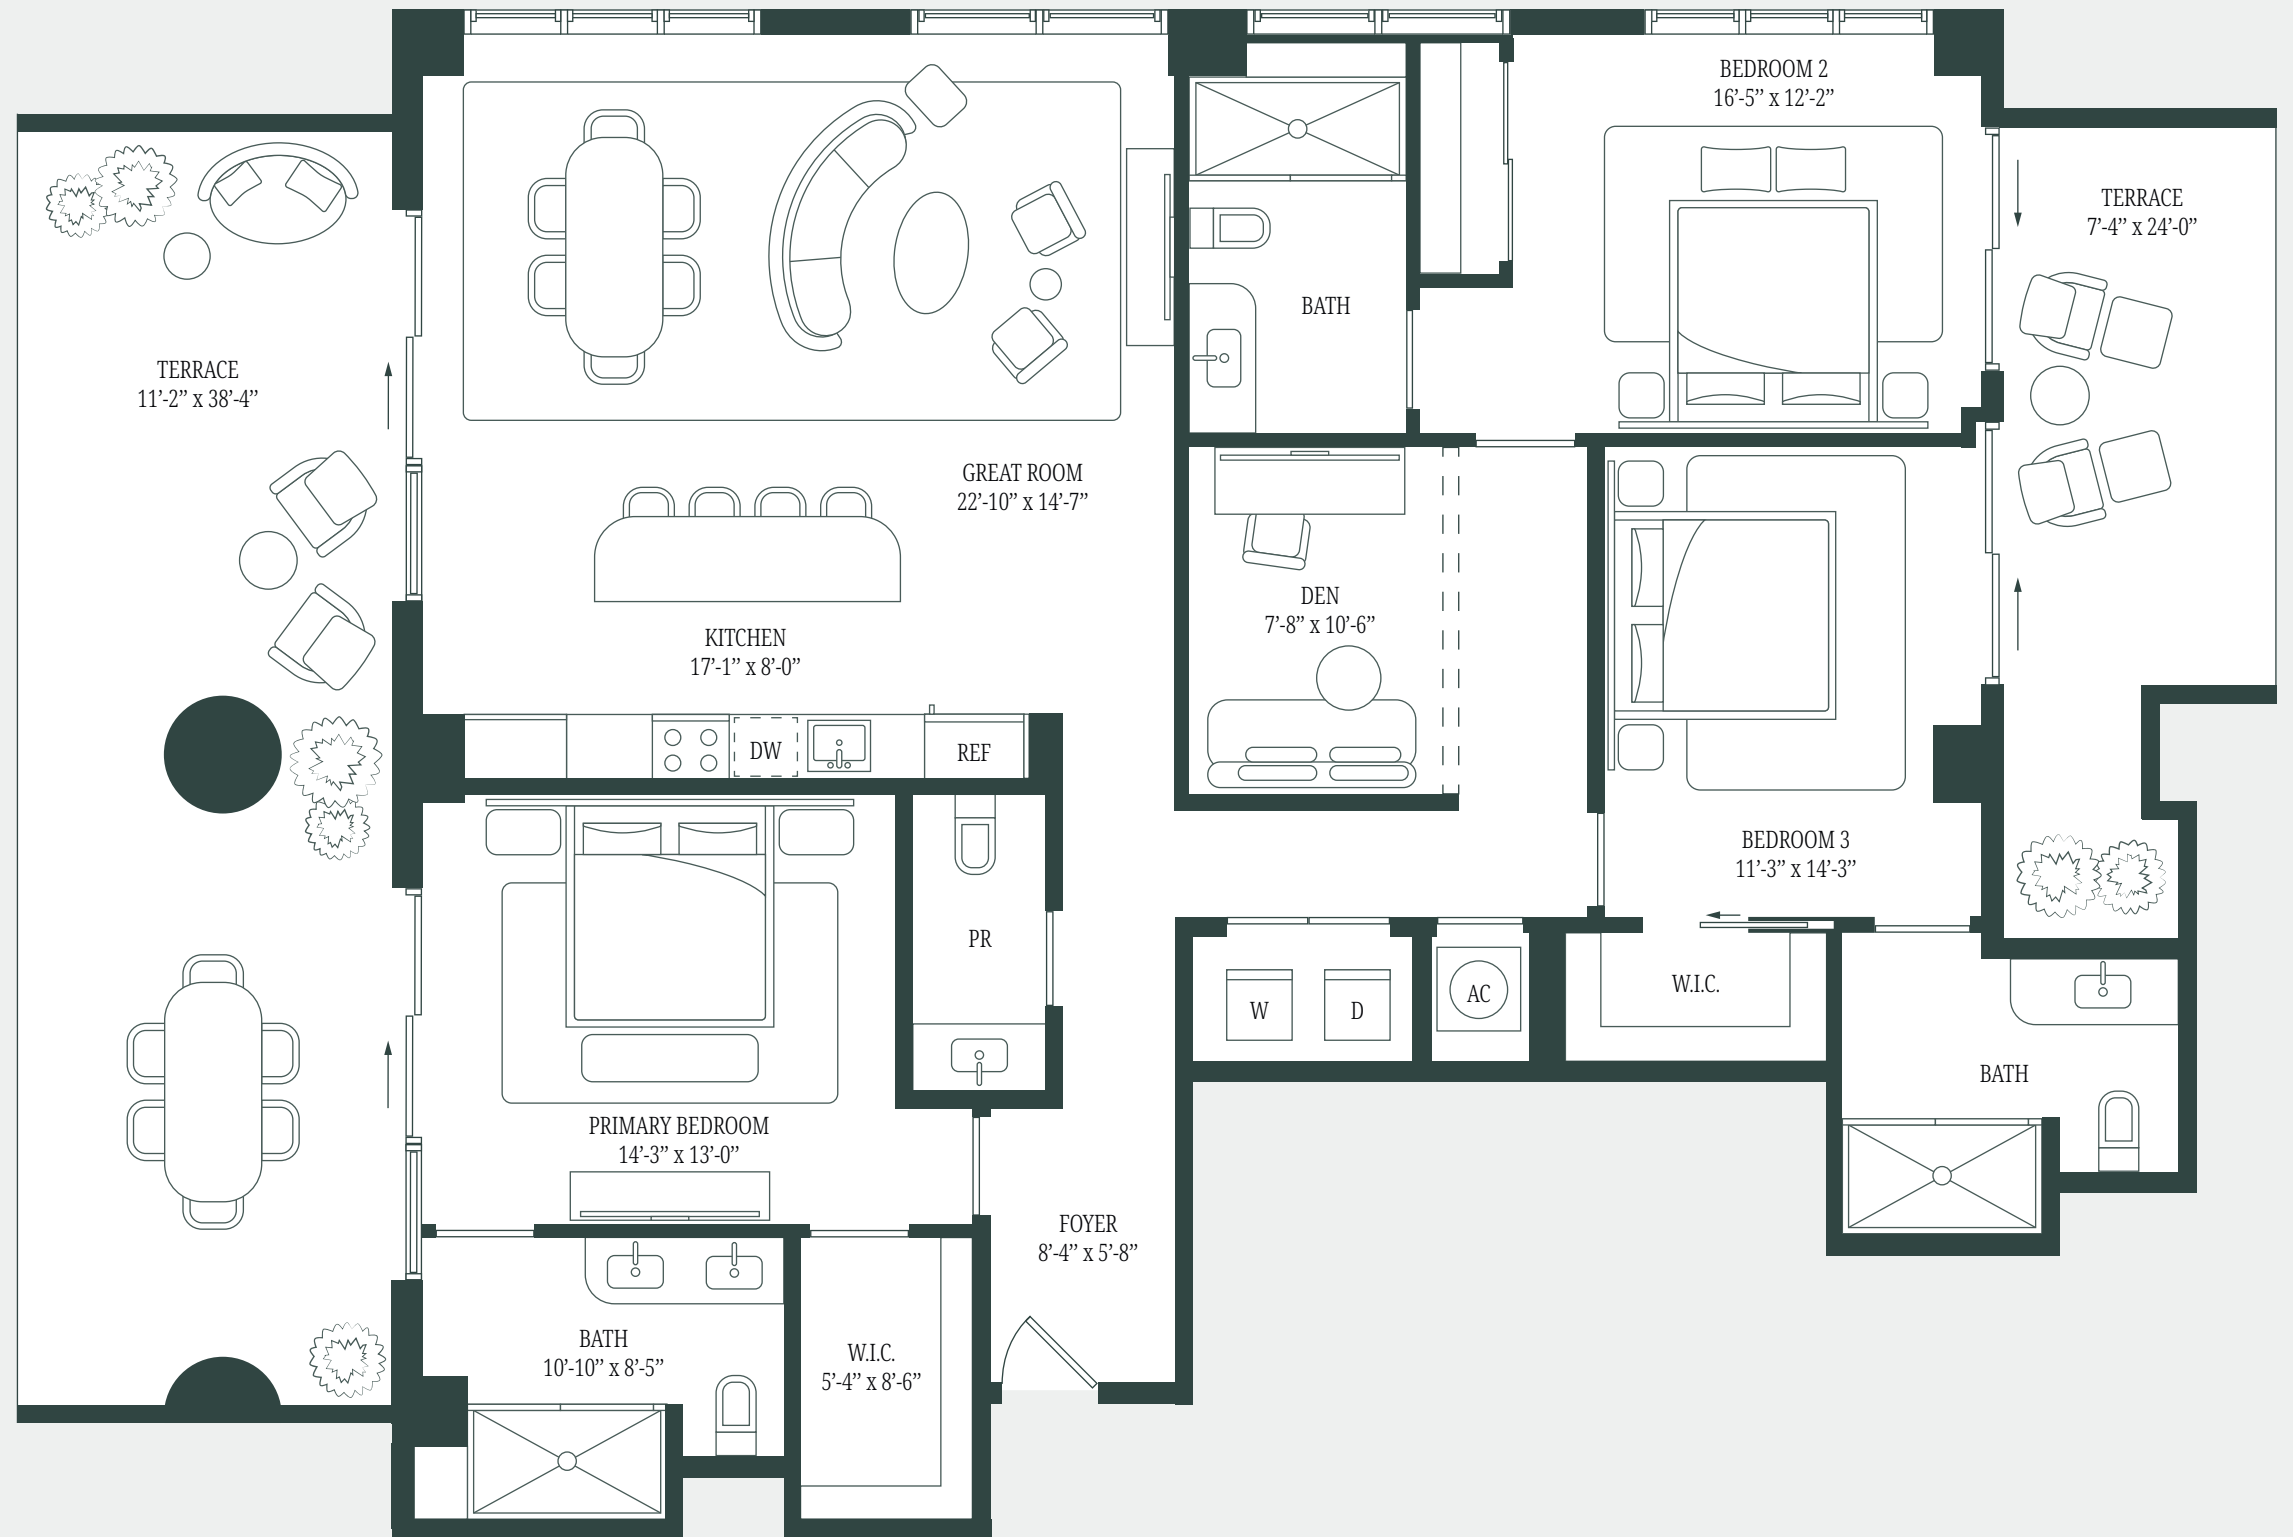 BEDROOM 2
16’-5” x 12’-2”
TERRACE
7’-4” x 24’-0”
BATH
TERRACE
11’-2” x 38’-4”
GREAT ROOM
22’-10” x 14’-7”
DEN
7’-8” x 10’-6”
KITCHEN
17’-1” x 8’-0”
DW
REF
BEDROOM 3
11’-3” x 14’-3”
PR
W.I.C.
W
D
AC
BATH
PRIMARY BEDROOM
14’-3” x 13’-0”
FOYER
8’-4” x 5’-8”
BATH
10’-10” x 8’-5”
W.I.C.
5’-4” x 8’-6”